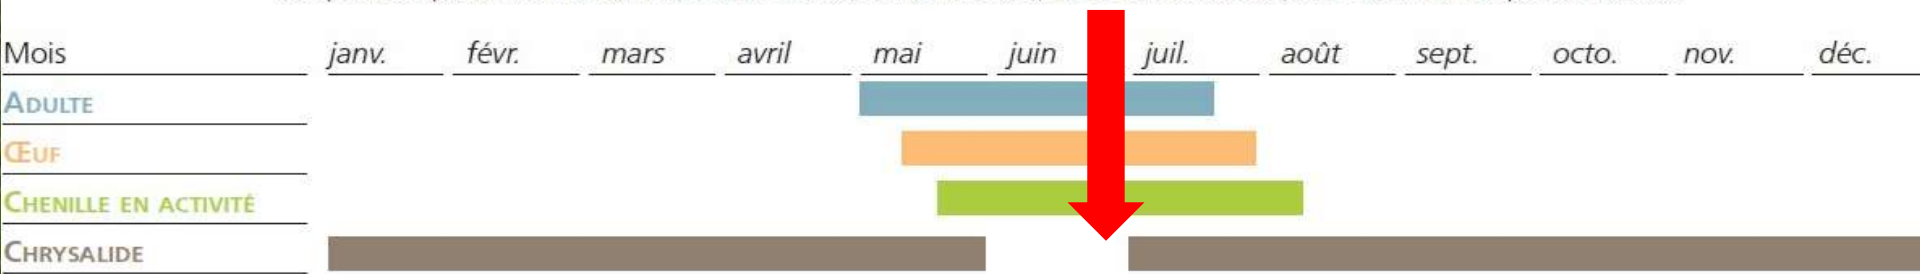 Mois janv. févr. mars avril mai juin juil. août sept. octo. nov. déc.
ADULTE
ŒUF
CHENILLE EN ACTIVITÉ
CHRYSALIDE